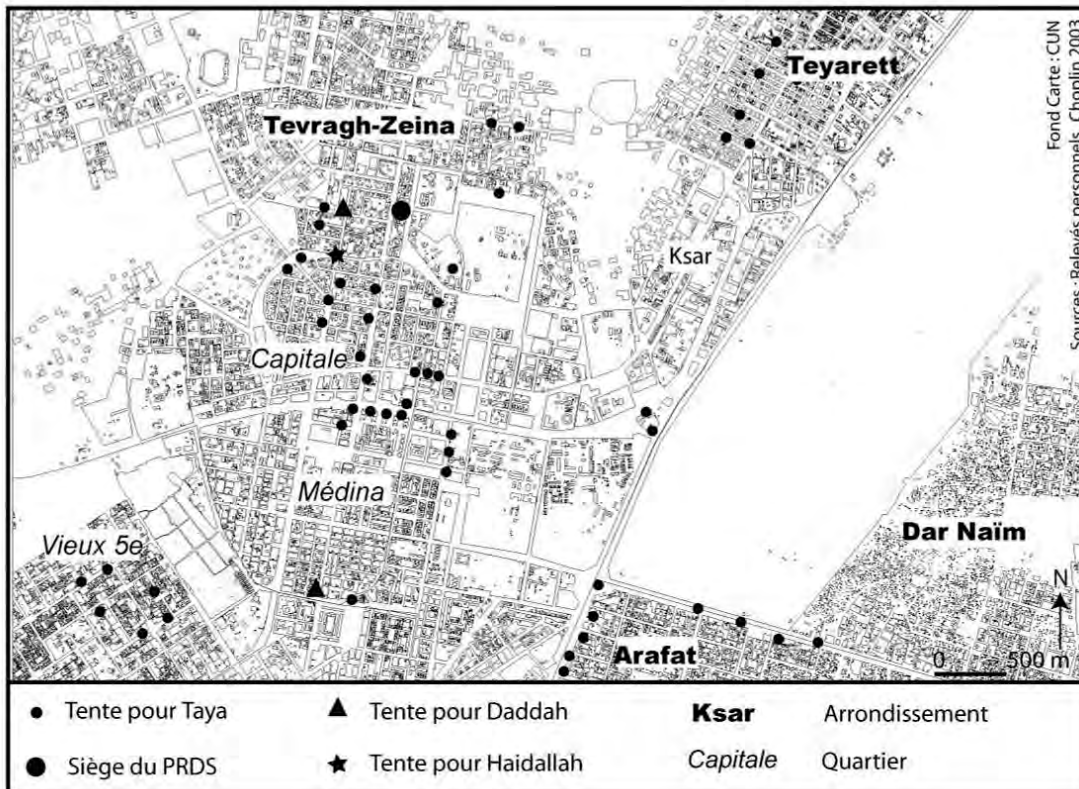 Teyarett
Tevragh-Zeina
Ksar
Capitale
Médina
Vieux 5e
Dar Naïm
Arafat
N
0 500 m
Fond Carte : CUN
Sources : Relevés personnels, Choplin 2003
Tente pour Taya
Tente pour Daddah
Ksar Arrondissement
Siège du PRDS
Tente pour Haidallah
Capitale Quartier